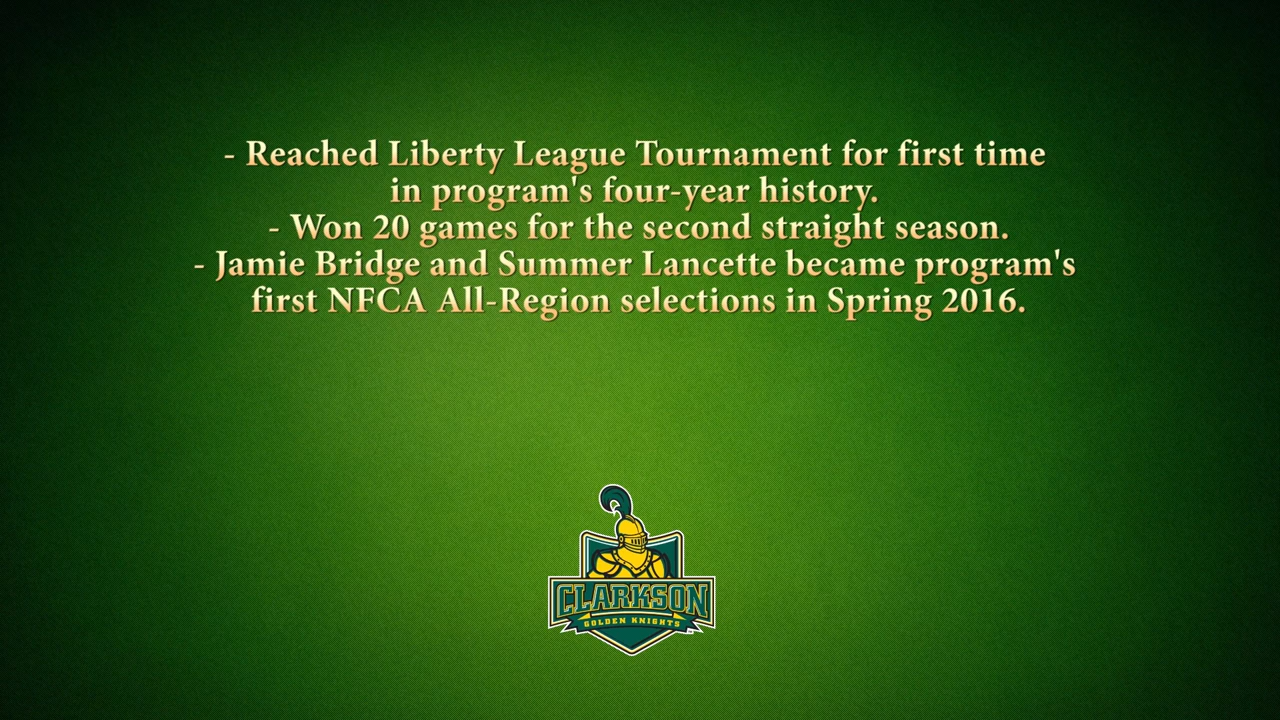 - Reached Liberty League Tournament for first time
in program's four-year history.
- Won 20 games for the second straight season.
- Jamie Bridge and Summer Lancette became program's
first NFCA All-Region selections in Spring 2016.
CLARKSON
GOLDEN KNIGHTS